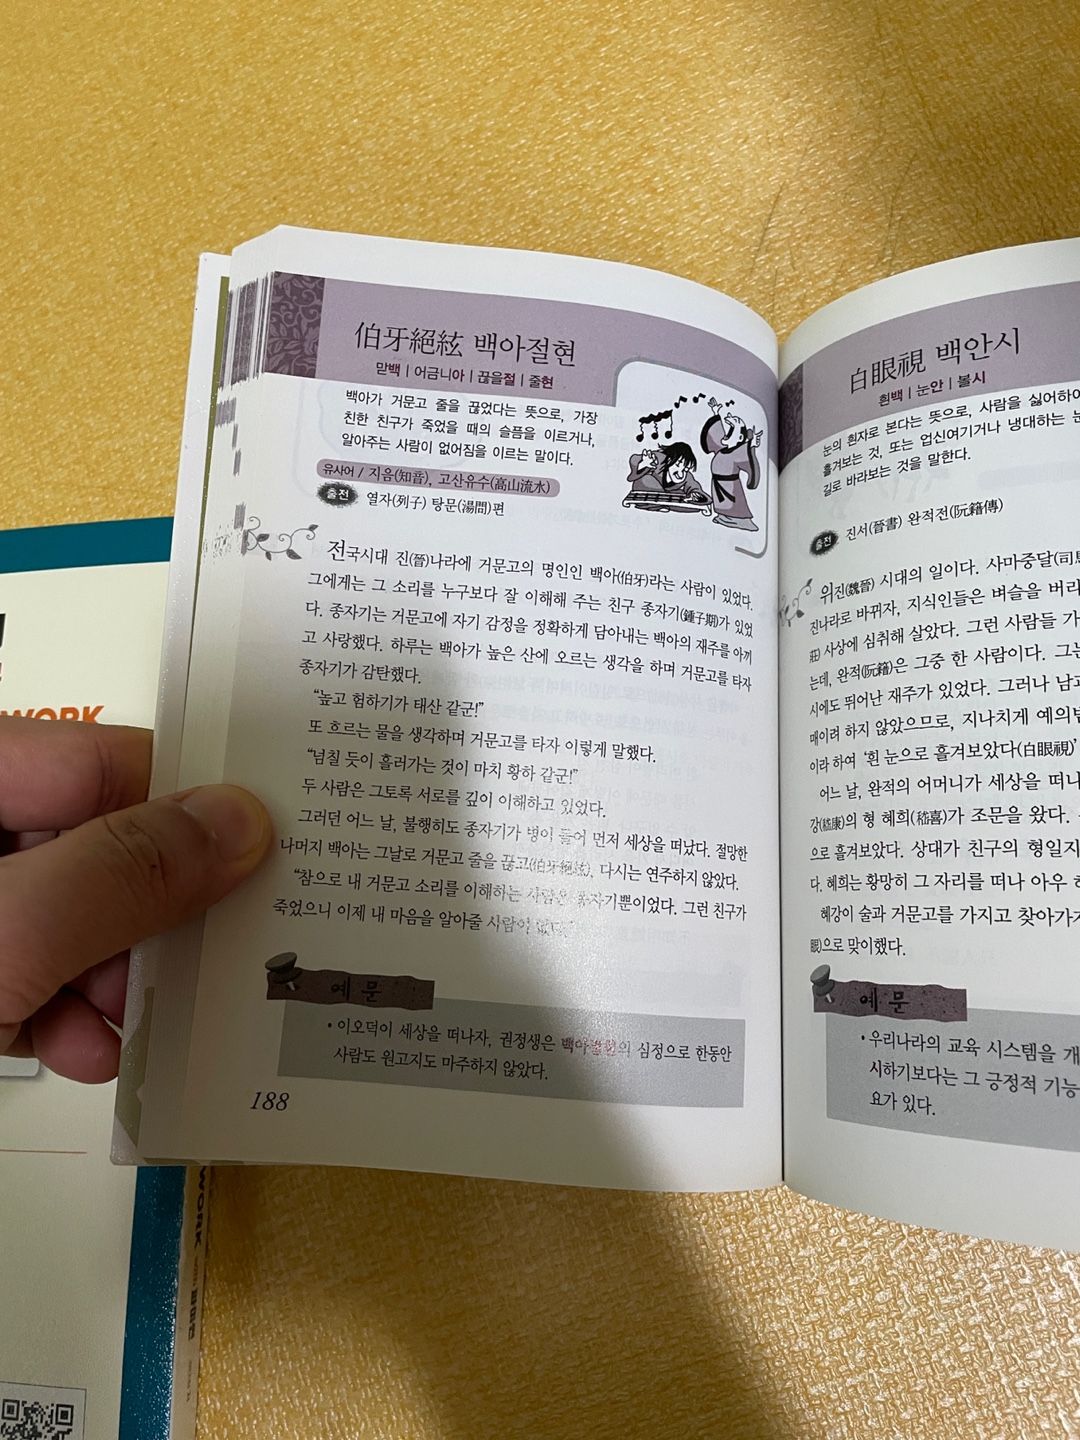 伯牙絕絃 백아절현
맏백 | 어금니아 | 끊을절 | 줄현
백아가 거문고 줄을 끊었다는 뜻으로, 가장
친한 친구가 죽었을 때의 슬픔을 이르거나,
알아주는 사람이 없어짐을 이르는 말이다.
유사어 / 지음(知音), 고산유수(高山流水)
출전 열자(列子) 탕문(湯問)편
전국시대 진(晉)나라에 거문고의 명인인 백아(伯牙)라는 사람이 있었다.
그에게는 그 소리를 누구보다 잘 이해해 주는 친구 종자기(鍾子期)가 있었
다. 종자기는 거문고에 자기 감정을 정확하게 담아내는 백아의 재주를 아끼
고 사랑했다. 하루는 백아가 높은 산에 오르는 생각을 하며 거문고를 타자
종자기가 감탄했다.
“높고 험하기가 태산 같군!”
또 흐르는 물을 생각하며 거문고를 타자 이렇게 말했다.
“넘칠 듯이 흘러가는 것이 마치 황하 같군!”
두 사람은 그토록 서로를 깊이 이해하고 있었다.
그러던 어느 날, 불행히도 종자기가 병이 들어 먼저 세상을 떠났다. 절망한
나머지 백아는 그날로 거문고 줄을 끊고(伯牙絕絃), 다시는 연주하지 않았다.
“참으로 내 거문고 소리를 이해하는 사람은 종자기뿐이었다. 그런 친구가
죽었으니 이제 내 마음을 알아줄 사람이 없다.”
예문
• 이오덕이 세상을 떠나자, 권정생은 백아절현의 심정으로 한동안
사람도 원고지도 마주하지 않았다.
188
白眼視 백안시
흰백 | 눈안 | 볼시
눈의 흰자로 본다는 뜻으로, 사람을 싫어하여
흘겨보는 것, 또는 업신여기거나 냉대하는 눈
길로 바라보는 것을 말한다.
출전 진서(晉書) 완적전(阮籍傳)
위진(魏晉) 시대의 일이다. 사마중달(司馬
진나라로 바뀌자, 지식인들은 벼슬을 버리
莊) 사상에 심취해 살았다. 그런 사람들 가
는데, 완적(阮籍)은 그중 한 사람이다. 그는
시에도 뛰어난 재주가 있었다. 그러나 남과
매이려 하지 않았으므로, 지나치게 예의범
이라 하여 ‘흰 눈으로 흘겨보았다(白眼視)’
어느 날, 완적의 어머니가 세상을 떠나
강(嵇康)의 형 혜희(嵇喜)가 조문을 왔다.
으로 흘겨보았다. 상대가 친구의 형일지
다. 혜희는 황망히 그 자리를 떠나 아우 혜
혜강이 술과 거문고를 가지고 찾아가자
眼)으로 맞이했다.
예문
• 우리나라의 교육 시스템을 개
시하기보다는 그 긍정적 기능
요가 있다.
WORK
WORK